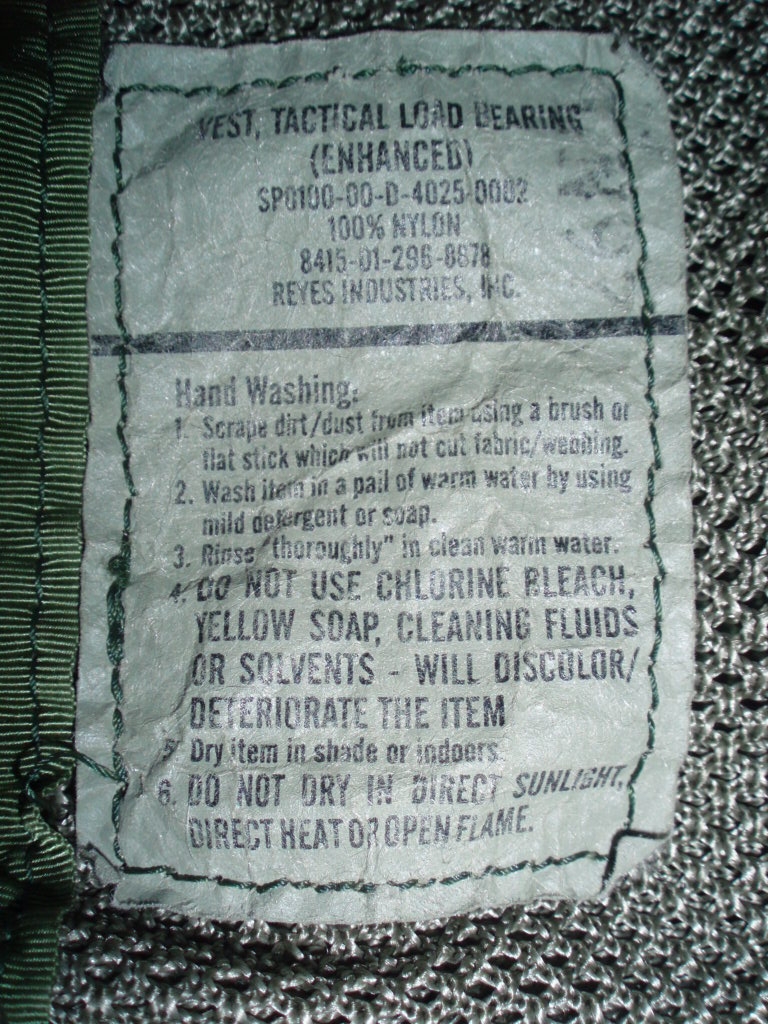 VEST, TACTICAL LOAD BEARING
(ENHANCED)
SP0100-00-D-4025-0002
100% NYLON
8415-01-296-8878
REYES INDUSTRIES, INC.
Hand Washing:
1. Scrape dirt/dust from item using a brush or
flat stick which will not cut fabric/webbing.
2. Wash item in a pail of warm water by using
mild detergent or soap.
3. Rinse "thoroughly" in clean warm water.
4. DO NOT USE CHLORINE BLEACH,
YELLOW SOAP, CLEANING FLUIDS
OR SOLVENTS - WILL DISCOLOR/
DETERIORATE THE ITEM
5. Dry item in shade or indoors.
6. DO NOT DRY IN DIRECT SUNLIGHT,
DIRECT HEAT OR OPEN FLAME.